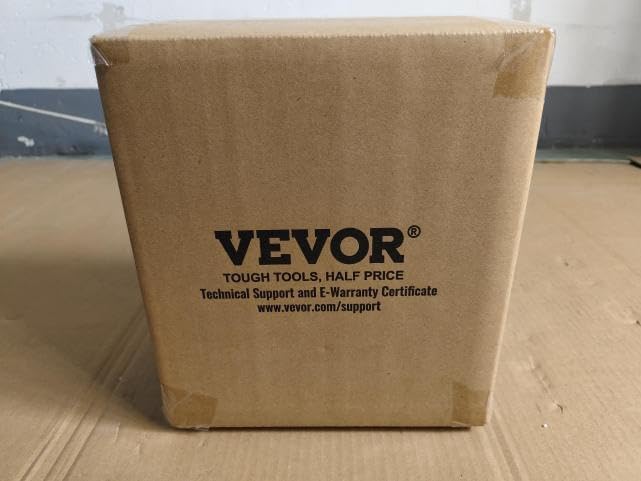 VEVOR®
TOUGH TOOLS, HALF PRICE
Technical Support and E-Warranty Certificate
www.vevor.com/support